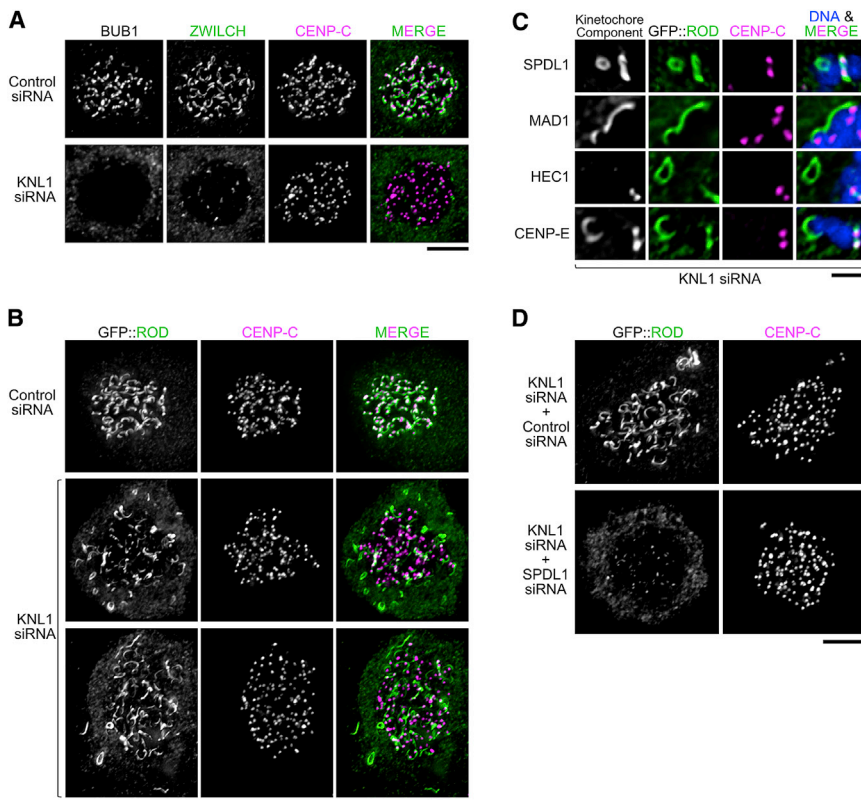 A
BUB1 ZWILCH CENP-C MERGE
Control
siRNA
KNL1
siRNA
B
GFP::ROD CENP-C MERGE
Control
siRNA
KNL1
siRNA
C
Kinetochore
Component
GFP::ROD CENP-C
DNA &
MERGE
SPDL1
MAD1
HEC1
CENP-E
KNL1 siRNA
D
GFP::ROD CENP-C
KNL1
siRNA
+
Control
siRNA
KNL1
siRNA
+
SPDL1
siRNA